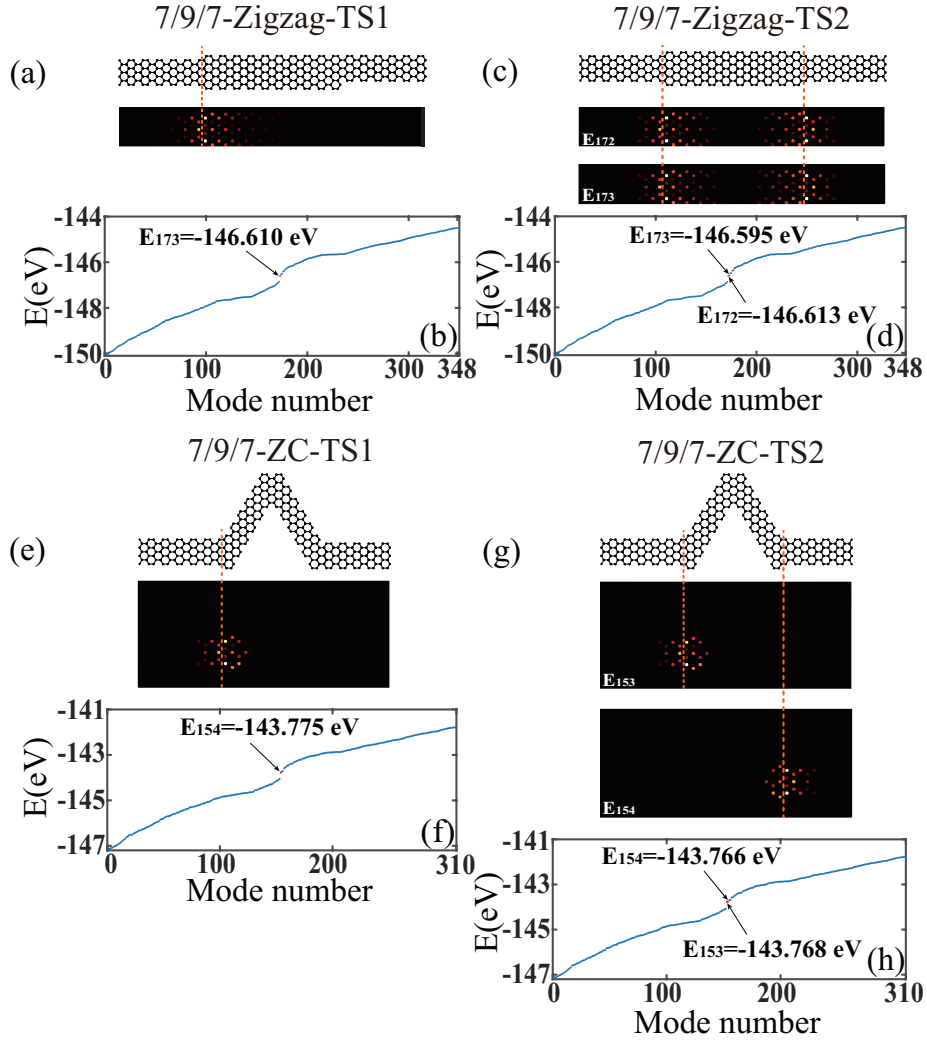 7/9/7-Zigzag-TS1
(a)
-144
-146
-148
-150
E(eV)
E173=-146.610 eV
(b)
0
100
200
300 348
Mode number
7/9/7-Zigzag-TS2
(c)
E172
E173
-144
-146
-148
-150
E(eV)
E173=-146.595 eV
E172=-146.613 eV
(d)
0
100
200
300 348
Mode number
7/9/7-ZC-TS1
(e)
-141
-143
-145
-147
E(eV)
E154=-143.775 eV
(f)
0
100
200
310
Mode number
7/9/7-ZC-TS2
(g)
E153
E154
-141
-143
-145
-147
E(eV)
E154=-143.766 eV
E153=-143.768 eV
(h)
0
100
200
310
Mode number